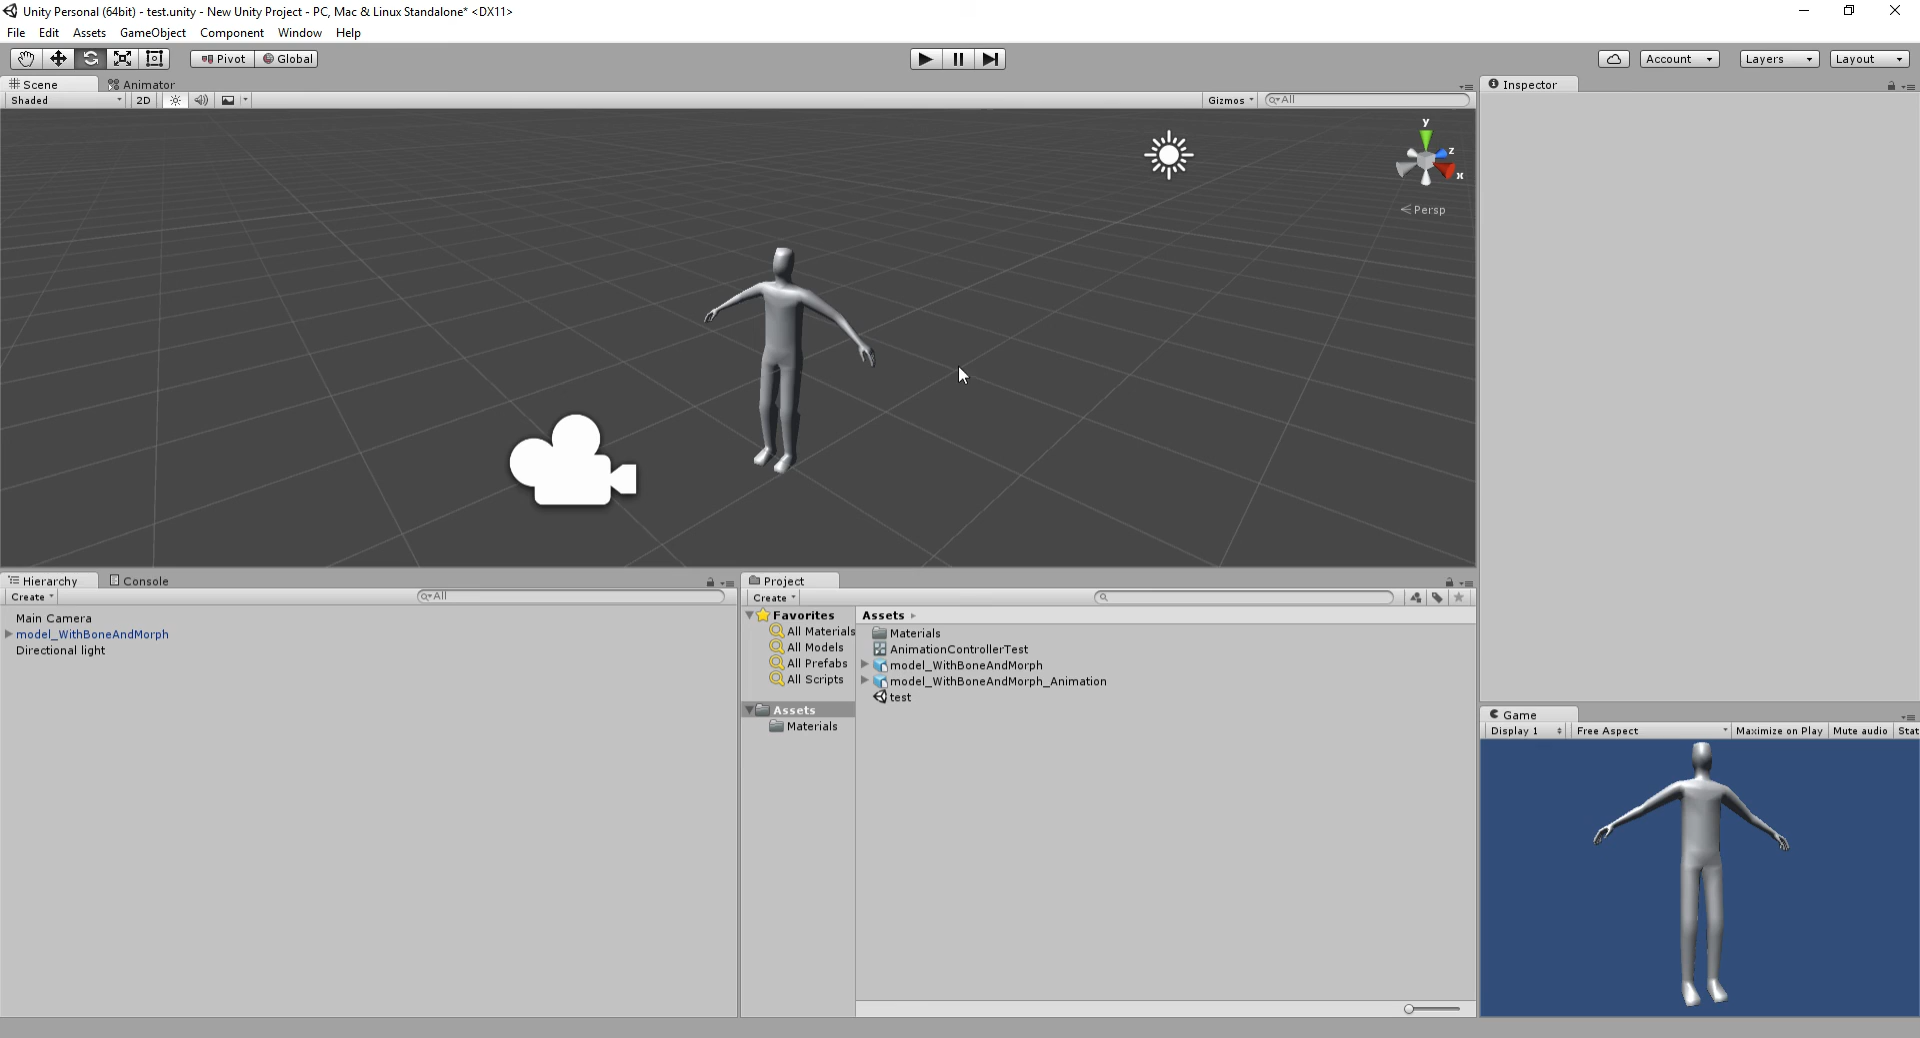 Unity Personal (64bit) - test.unity - New Unity Project - PC, Mac & Linux Standalone* <DX11>
File Edit Assets GameObject Component Window Help
Pivot Global
Account Layers Layout
Scene Animator
Shaded 2D Gizmos All
Inspector
y
z
x
Persp
Hierarchy Console
Create All
Main Camera
model_WithBoneAndMorph
Directional light
Project
Create
Favorites
All Materials
All Models
All Prefabs
All Scripts
Assets
Materials
Assets
Materials
AnimationControllerTest
model_WithBoneAndMorph
model_WithBoneAndMorph_Animation
test
Game
Display 1 Free Aspect Maximize on Play Mute audio Stat